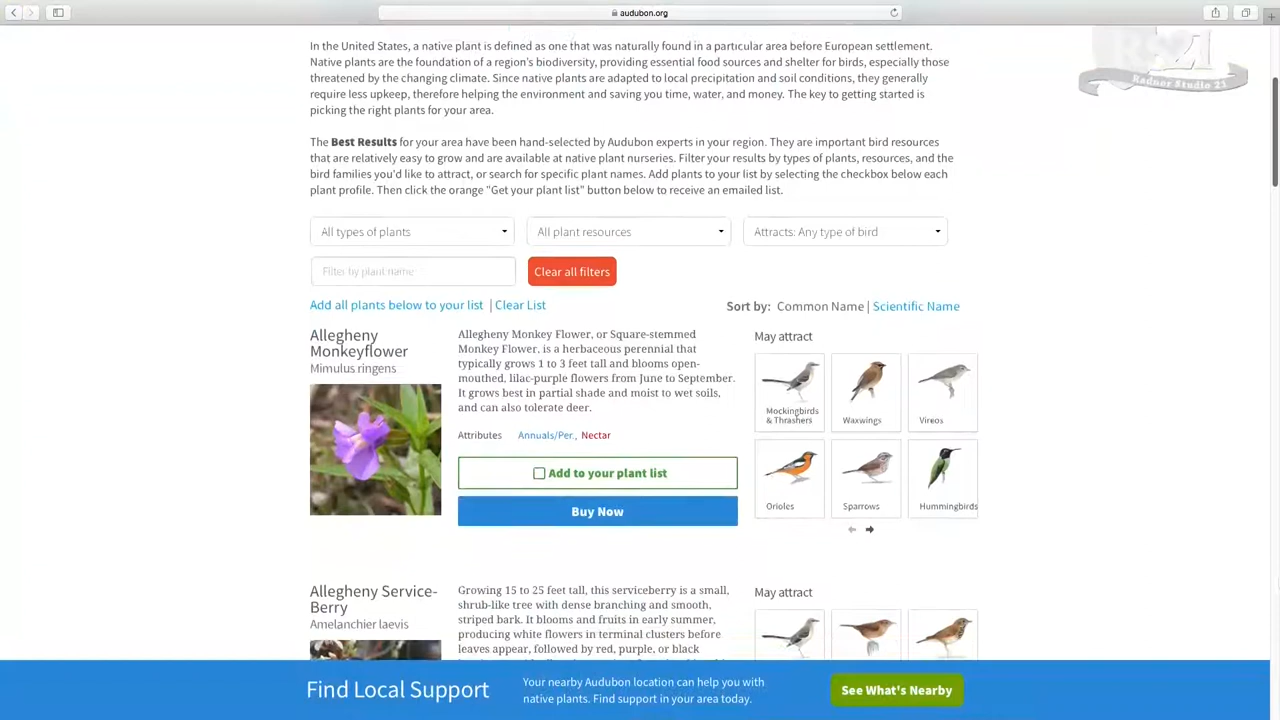 audubon.org
In the United States, a native plant is defined as one that was naturally found in a particular area before European settlement.
Native plants are the foundation of a region's biodiversity, providing essential food sources and shelter for birds, especially those
threatened by the changing climate. Since native plants are adapted to local precipitation and soil conditions, they generally
require less upkeep, therefore helping the environment and saving you time, water, and money. The key to getting started is
picking the right plants for your area.
The Best Results for your area have been hand-selected by Audubon experts in your region. They are important bird resources
that are relatively easy to grow and are available at native plant nurseries. Filter your results by types of plants, resources, and the
bird families you'd like to attract, or search for specific plant names. Add plants to your list by selecting the checkbox below each
plant profile. Then click the orange "Get your plant list" button below to receive an emailed list.
All types of plants All plant resources Attracts: Any type of bird
Filter by plant name Clear all filters
Add all plants below to your list | Clear List Sort by: Common Name | Scientific Name
Allegheny
Monkeyflower
Mimulus ringens
Allegheny Monkey Flower, or Square-stemmed
Monkey Flower, is a herbaceous perennial that
typically grows 1 to 3 feet tall and blooms open-
mouthed, lilac-purple flowers from June to September.
It grows best in partial shade and moist to wet soils,
and can also tolerate deer.
Attributes Annuals/Per., Nectar
Add to your plant list
Buy Now
May attract
Mockingbirds
& Thrashers
Waxwings
Vireos
Orioles
Sparrows
Hummingbirds
Allegheny Service-
Berry
Amelanchier laevis
Growing 15 to 25 feet tall, this serviceberry is a small,
shrub-like tree with dense branching and smooth,
striped bark. It blooms and fruits in early summer,
producing white flowers in terminal clusters before
leaves appear, followed by red, purple, or black
May attract
Find Local Support
Your nearby Audubon location can help you with
native plants. Find support in your area today.
See What's Nearby
Radnor Studio 21